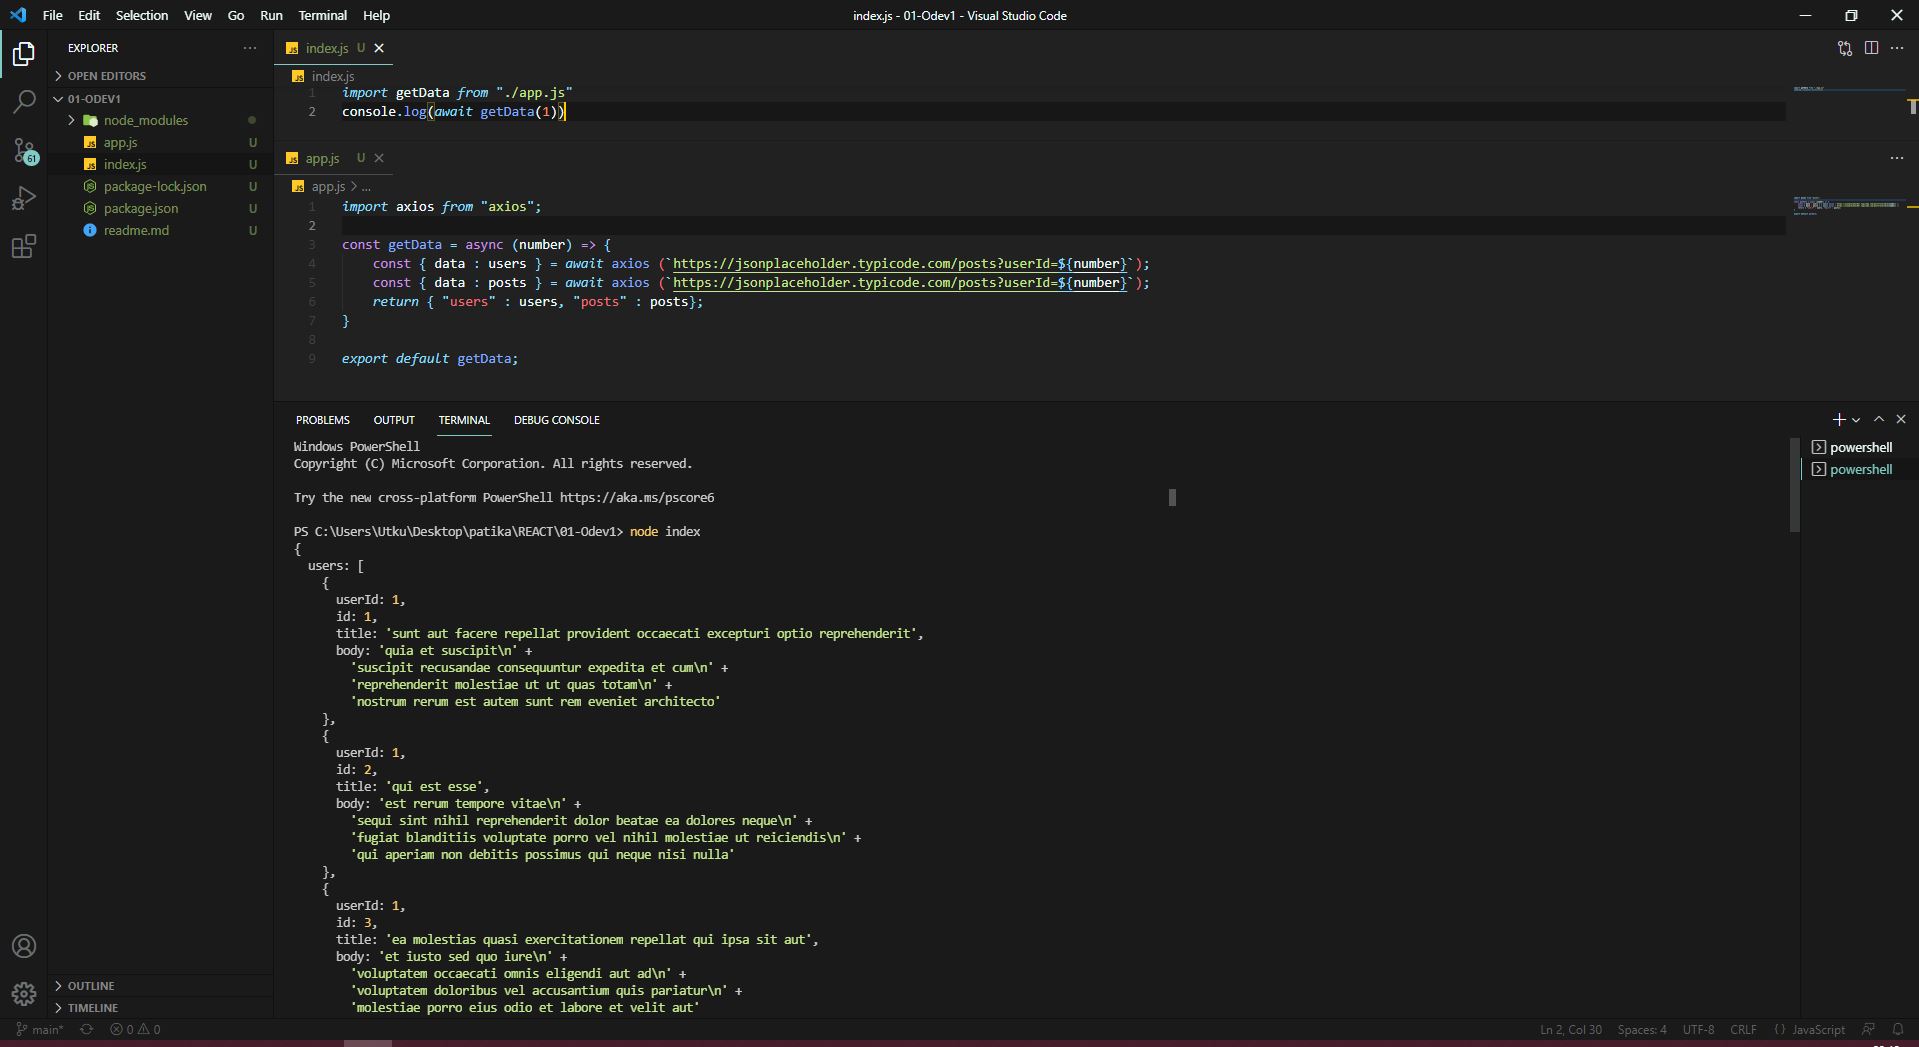 File Edit Selection View Go Run Terminal Help
index.js - 01-Odev1 - Visual Studio Code
EXPLORER
OPEN EDITORS
01-ODEV1
node_modules
app.js U
index.js U
package-lock.json U
package.json U
readme.md U
OUTLINE
TIMELINE
61
index.js U
index.js
1 import getData from "./app.js"
2 console.log(await getData(1))
app.js U
app.js > ...
1 import axios from "axios";
2
3 const getData = async (number) => {
4 const { data : users } = await axios (`https://jsonplaceholder.typicode.com/posts?userId=${number}`);
5 const { data : posts } = await axios (`https://jsonplaceholder.typicode.com/posts?userId=${number}`);
6 return { "users" : users, "posts" : posts};
7 }
8
9 export default getData;
PROBLEMS OUTPUT TERMINAL DEBUG CONSOLE
powershell
powershell
Windows PowerShell
Copyright (C) Microsoft Corporation. All rights reserved.
Try the new cross-platform PowerShell https://aka.ms/pscore6
PS C:\Users\Utku\Desktop\patika\REACT\01-Odev1> node index
{
users: [
{
userId: 1,
id: 1,
title: 'sunt aut facere repellat provident occaecati excepturi optio reprehenderit',
body: 'quia et suscipit\n' +
'suscipit recusandae consequuntur expedita et cum\n' +
'reprehenderit molestiae ut ut quas totam\n' +
'nostrum rerum est autem sunt rem eveniet architecto'
},
{
userId: 1,
id: 2,
title: 'qui est esse',
body: 'est rerum tempore vitae\n' +
'sequi sint nihil reprehenderit dolor beatae ea dolores neque\n' +
'fugiat blanditiis voluptate porro vel nihil molestiae ut reiciendis\n' +
'qui aperiam non debitis possimus qui neque nisi nulla'
},
{
userId: 1,
id: 3,
title: 'ea molestias quasi exercitationem repellat qui ipsa sit aut',
body: 'et iusto sed quo iure\n' +
'voluptatem occaecati omnis eligendi aut ad\n' +
'voluptatem doloribus vel accusantium quis pariatur\n' +
'molestiae porro eius odio et labore et velit aut'
main* 0 0
Ln 2, Col 30 Spaces: 4 UTF-8 CRLF {} JavaScript